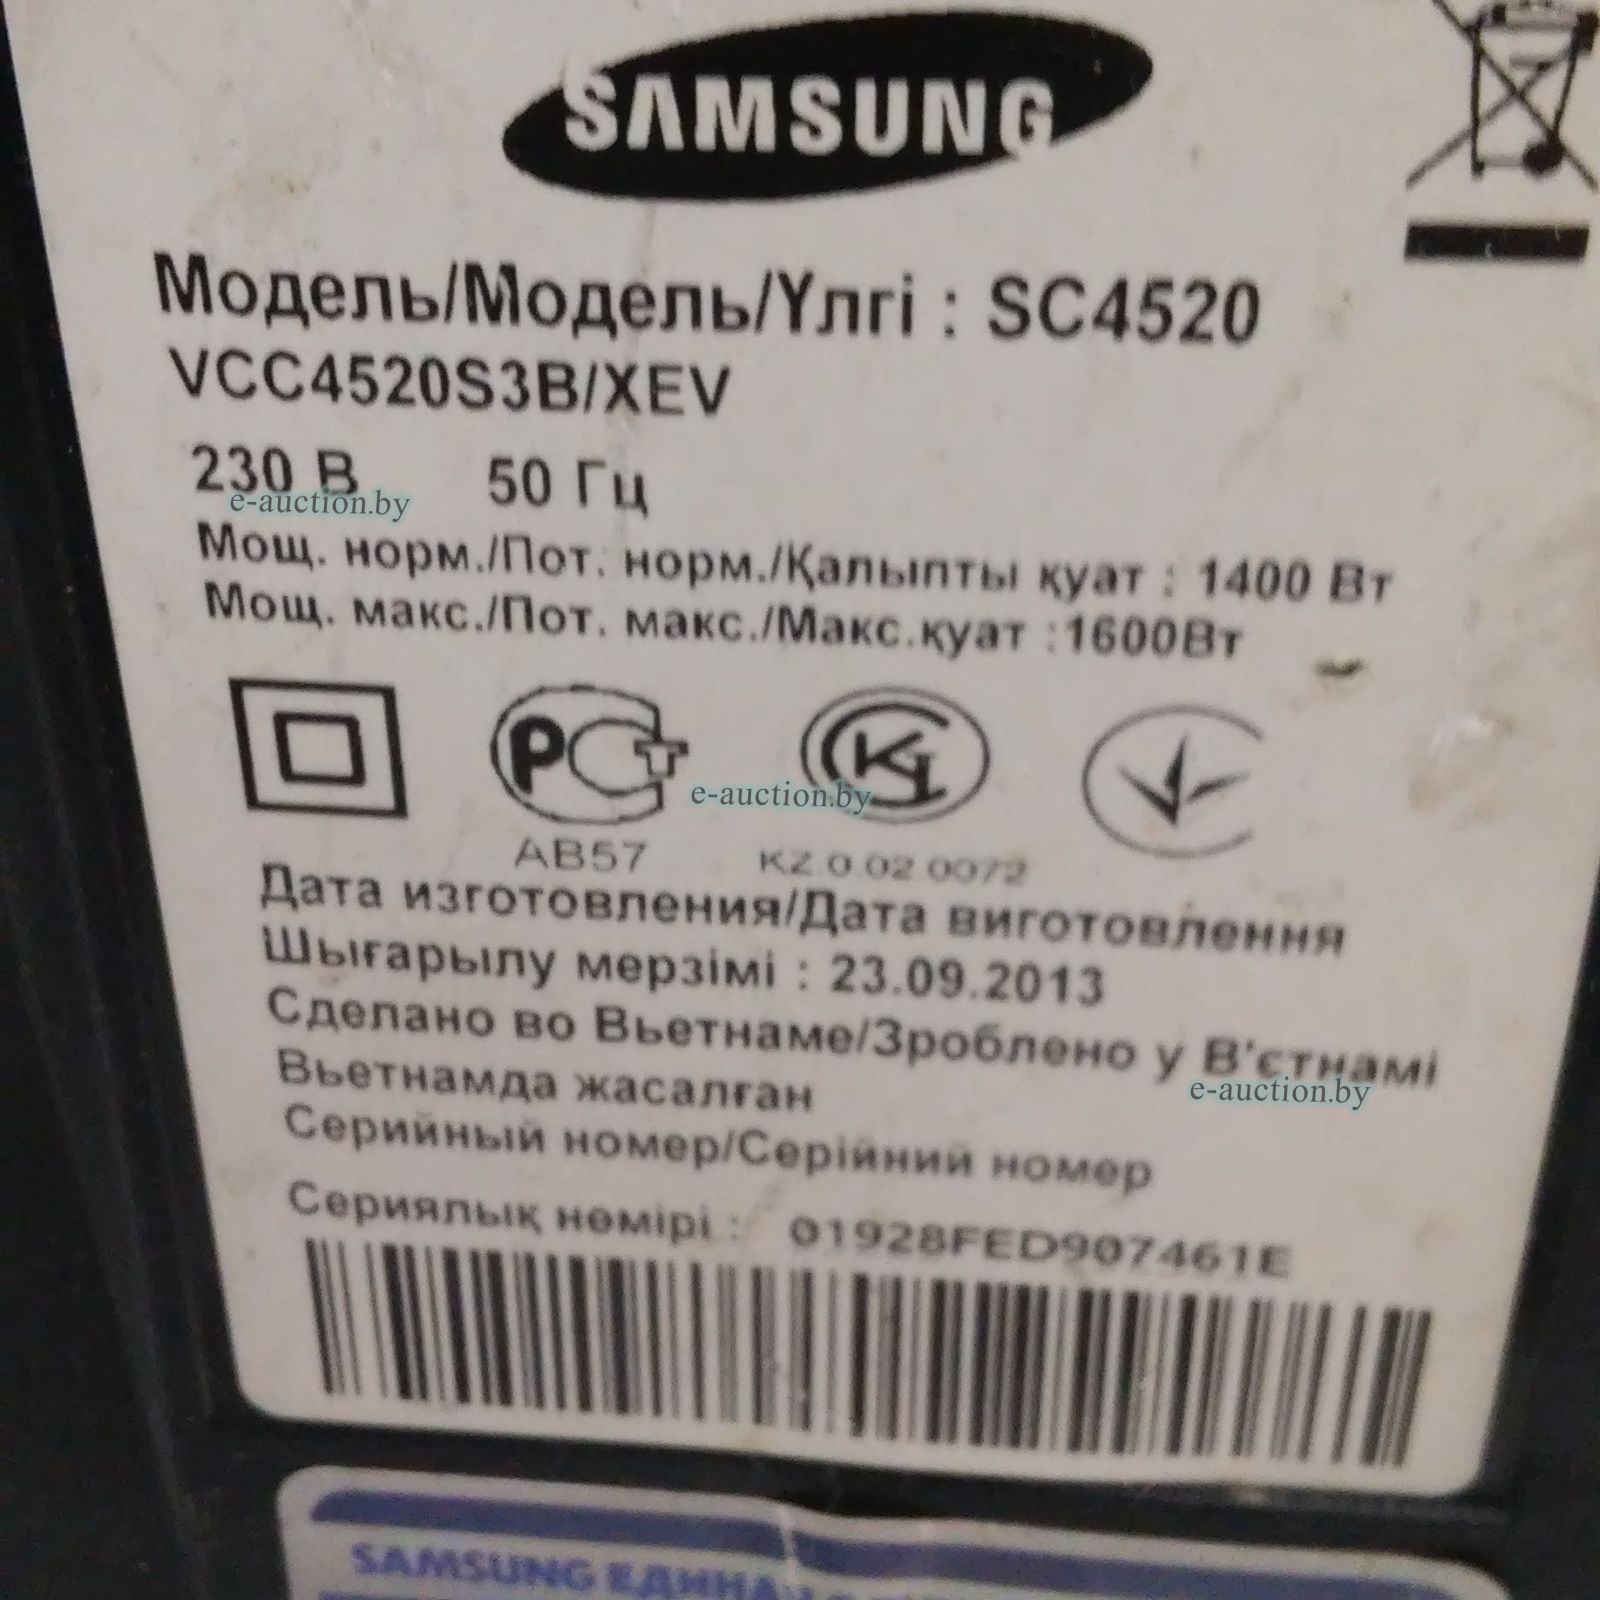 SAMSUNG
Модель/Модель/Үлгі : SC4520
VCC4520S3B/XEV
230 В 50 Гц
e-auction.by
Мощ. норм./Пот. норм./Қалыпты қуат : 1400 Вт
Мощ. макс./Пот. макс./Макс.қуат :1600Вт
e-auction.by
АВ57 KZ.0.02.0072
Дата изготовления/Дата виготовлення
Шығарылу мерзімі : 23.09.2013
Сделано во Вьетнаме/Зроблено у В'єтнамі
e-auction.by
Вьетнамда жасалған
Серийный номер/Серійний номер
Сериялық нөмірі : 01928FED907461E
SAMSUNG